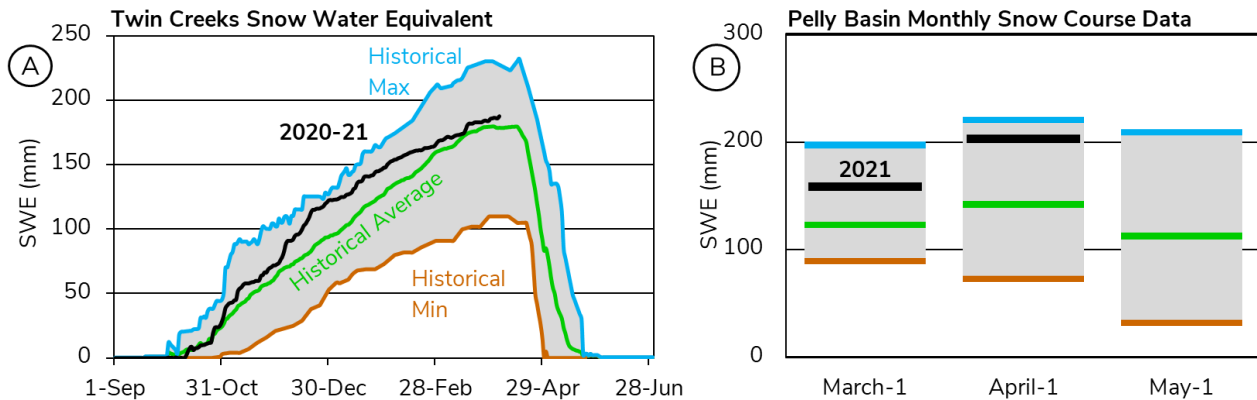 Twin Creeks Snow Water Equivalent
A
SWE (mm)
250
200
150
100
50
0
Historical
Max
2020-21
Historical Average
Historical
Min
1-Sep
31-Oct
30-Dec
28-Feb
29-Apr
28-Jun
Pelly Basin Monthly Snow Course Data
B
SWE (mm)
300
200
100
0
2021
March-1
April-1
May-1